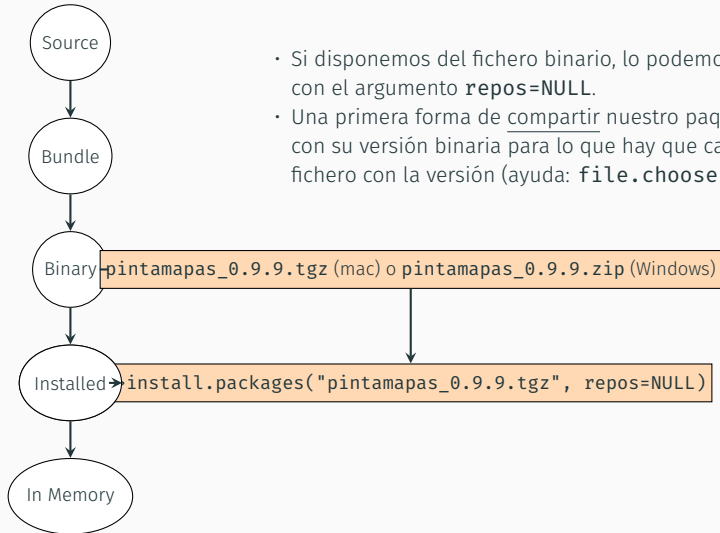 Source
· Si disponemos del fichero binario, lo podemo
con el argumento repos=NULL.
· Una primera forma de compartir nuestro paq
con su versión binaria para lo que hay que ca
fichero con la versión (ayuda: file.choose
Bundle
Binary
pintamapas_0.9.9.tgz (mac) o pintamapas_0.9.9.zip (Windows)
Installed
install.packages("pintamapas_0.9.9.tgz", repos=NULL)
In Memory